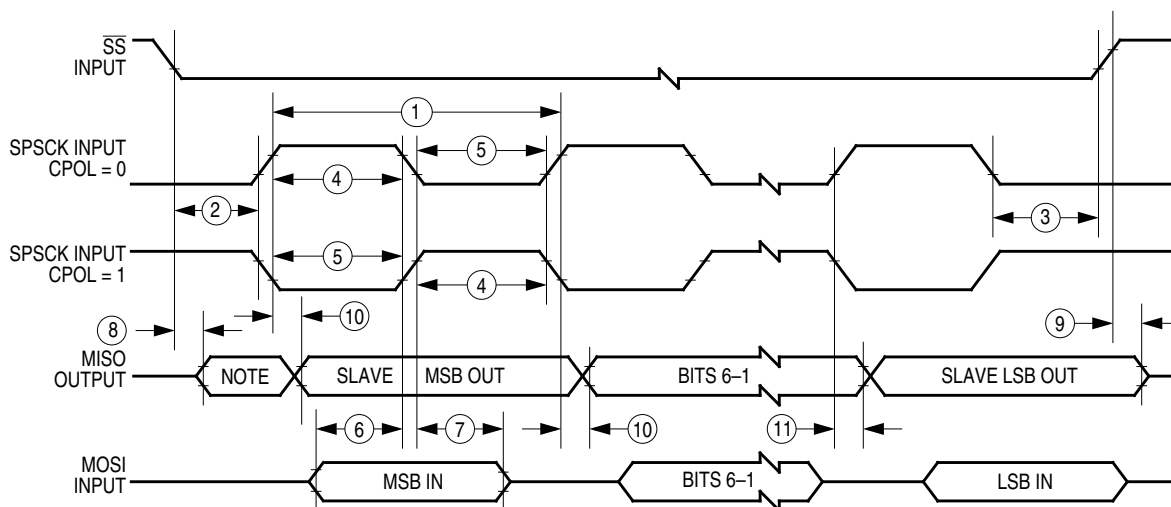 SS
INPUT
1
SPSCK INPUT
CPOL = 0
5
4
2
3
SPSCK INPUT
CPOL = 1
5
4
8
10
9
MISO
OUTPUT
NOTE
SLAVE MSB OUT
BITS 6–1
SLAVE LSB OUT
6
7
10
11
MOSI
INPUT
MSB IN
BITS 6–1
LSB IN